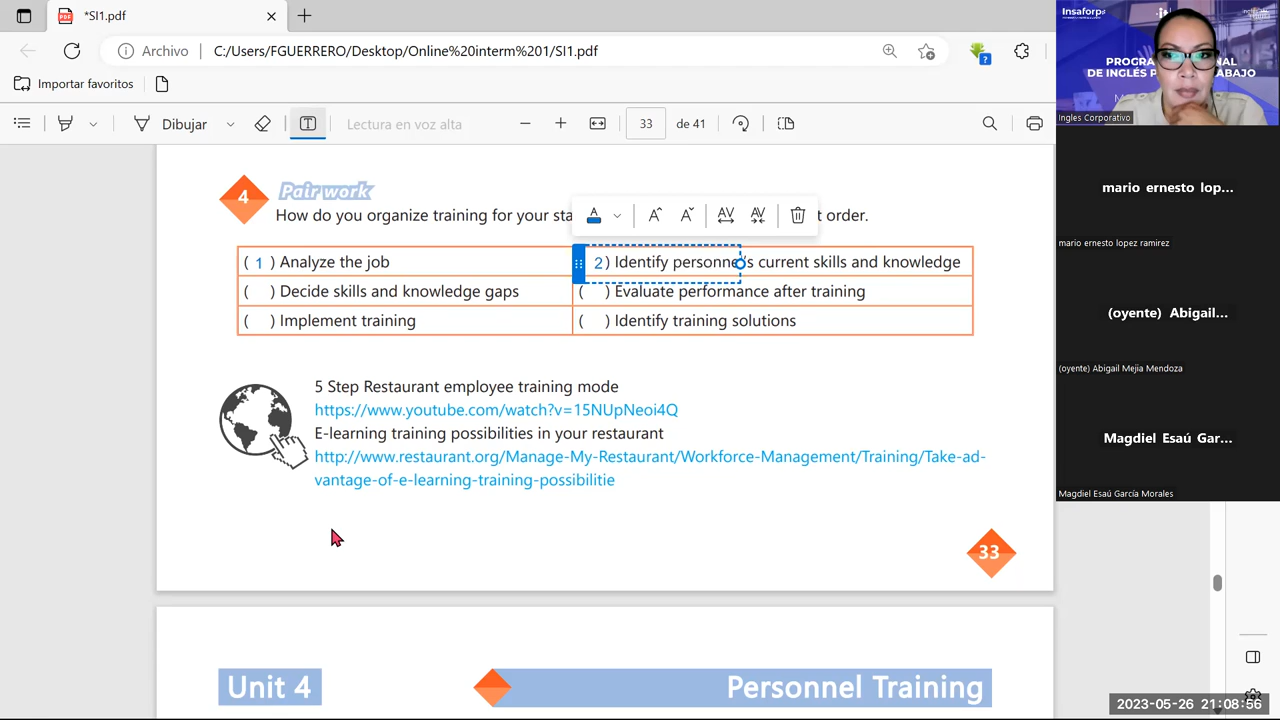 *SI1.pdf
Archivo
C:/Users/FGUERRERO/Desktop/Online%20interm%201/SI1.pdf
Importar favoritos
Dibujar
Lectura en voz alta
33
de 41
4
Pair work
How do you organize training for your sta
t order.
( 1 ) Analyze the job
2 ) Identify personnel's current skills and knowledge
( ) Decide skills and knowledge gaps
( ) Evaluate performance after training
( ) Implement training
( ) Identify training solutions
5 Step Restaurant employee training mode
https://www.youtube.com/watch?v=15NUpNeoi4Q
E-learning training possibilities in your restaurant
http://www.restaurant.org/Manage-My-Restaurant/Workforce-Management/Training/Take-ad-
vantage-of-e-learning-training-possibilitie
33
Unit 4
Personnel Training
Insaforp
PROGRA
NAL
DE INGLÉS P
ABAJO
Ingles Corporativo
mario ernesto lop...
mario ernesto lopez ramirez
(oyente) Abigail...
(oyente) Abigail Mejia Mendoza
Magdiel Esaú Gar...
Magdiel Esaú García Morales
2023-05-26 21:08:56